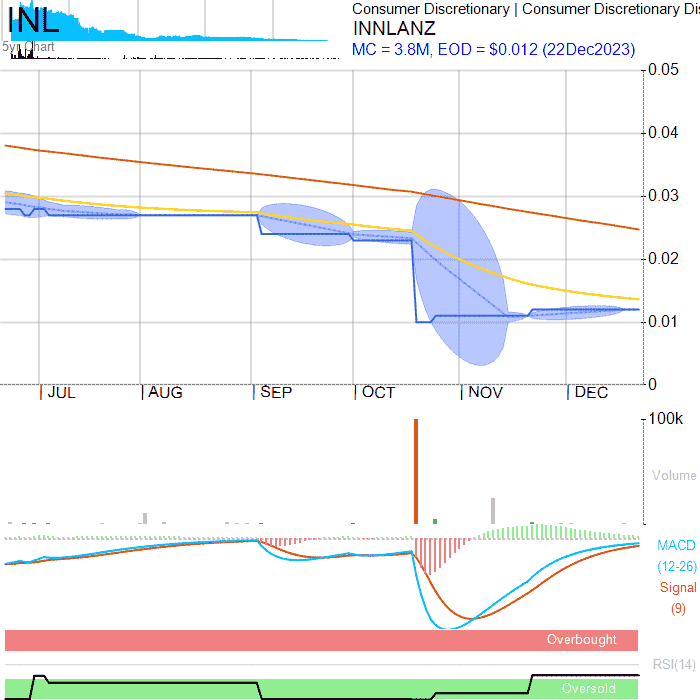 INL
5yr Chart
Consumer Discretionary | Consumer Discretionary Dis
INNLANZ
MC = 3.8M, EOD = $0.012 (22Dec2023)
0.05
0.04
0.03
0.02
0.01
0
| JUL | AUG | SEP | OCT | NOV | DEC
100k
Volume
MACD
(12-26)
Signal
(9)
Overbought
RSI(14)
Oversold